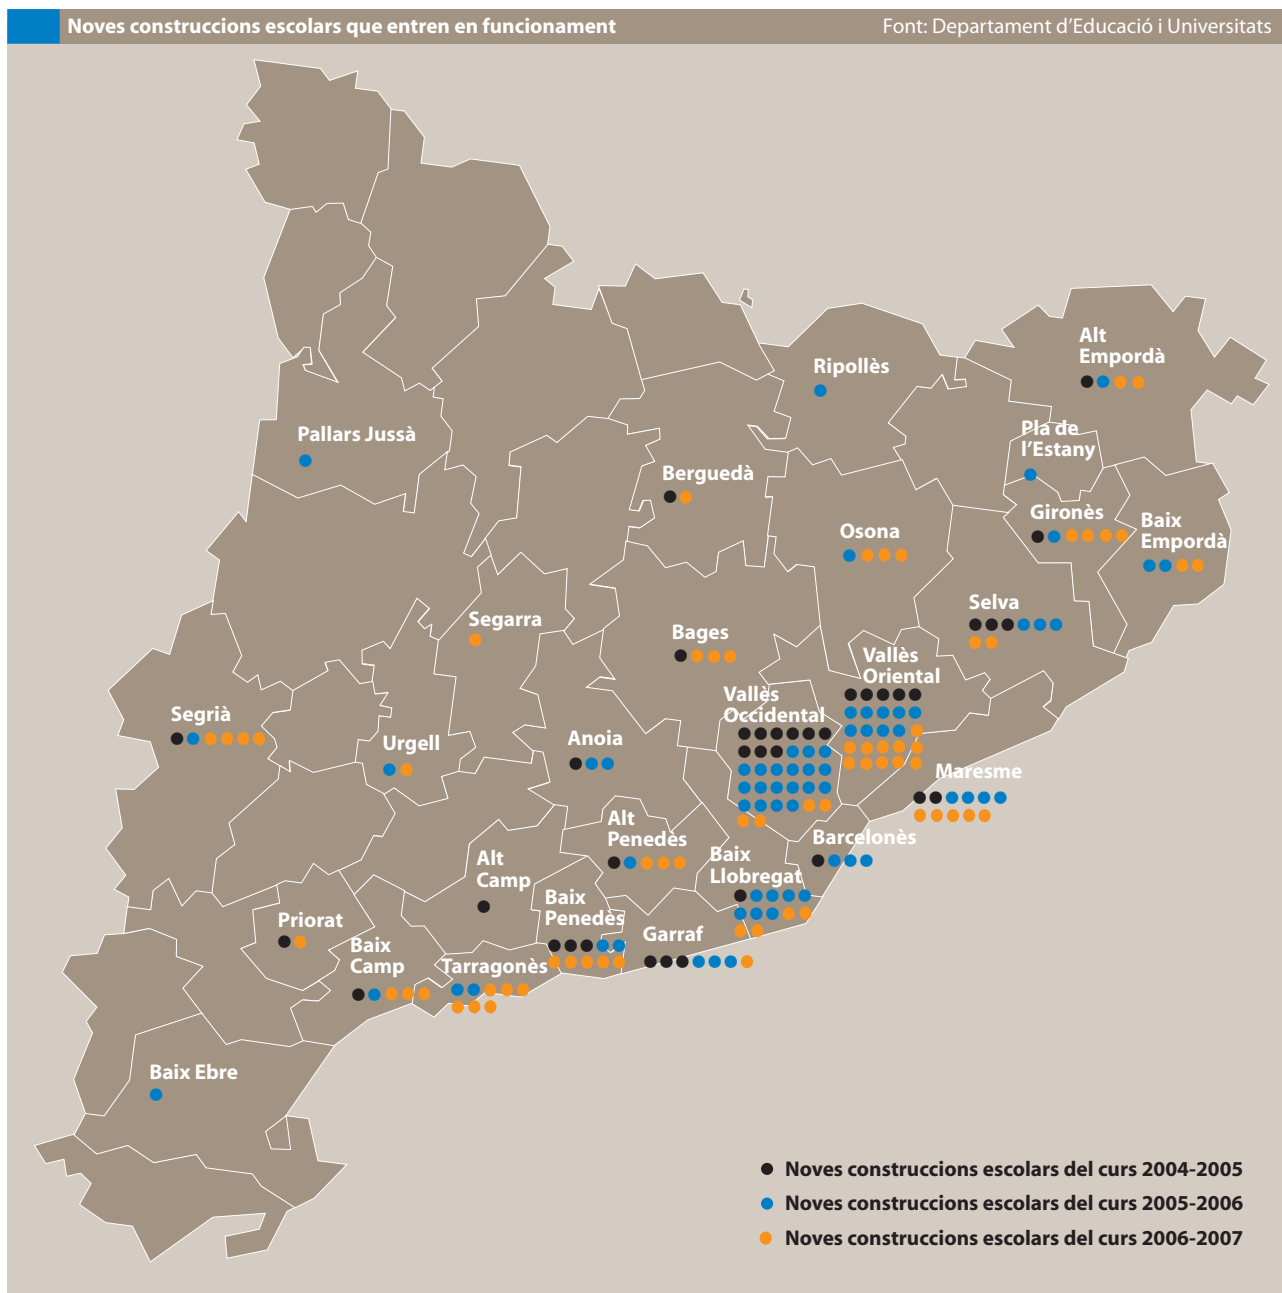 Noves construccions escolars que entren en funcionament
Font: Departament d’Educació i Universitats
Alt
Empordà
Ripollès
Pla de
l’Estany
Pallars Jussà
Berguedà
Gironès
Baix
Empordà
Osona
Selva
Segarra
Bages
Vallès
Oriental
Vallès
Occidental
Segrià
Urgell
Anoia
Maresme
Alt
Penedès
Barcelonès
Baix
Llobregat
Alt
Camp
Baix
Penedès
Priorat
Garraf
Baix
Camp
Tarragonès
Baix Ebre
Noves construccions escolars del curs 2004-2005
Noves construccions escolars del curs 2005-2006
Noves construccions escolars del curs 2006-2007